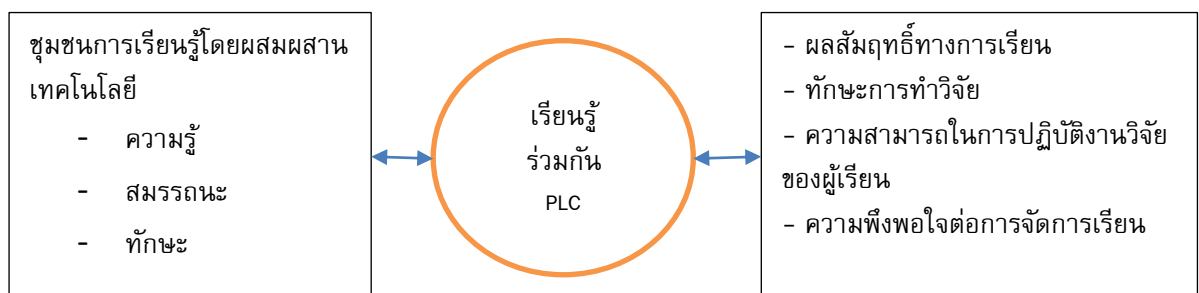 ชุมชนการเรียนรู้โดยผสมผสาน
เทคโนโลยี
- ความรู้
- สมรรถนะ
- ทักษะ
เรียนรู้
ร่วมกัน
PLC
- ผลสัมฤทธิ์ทางการเรียน
- ทักษะการทำวิจัย
- ความสามารถในการปฏิบัติงานวิจัย
ของผู้เรียน
- ความพึงพอใจต่อการจัดการเรียน